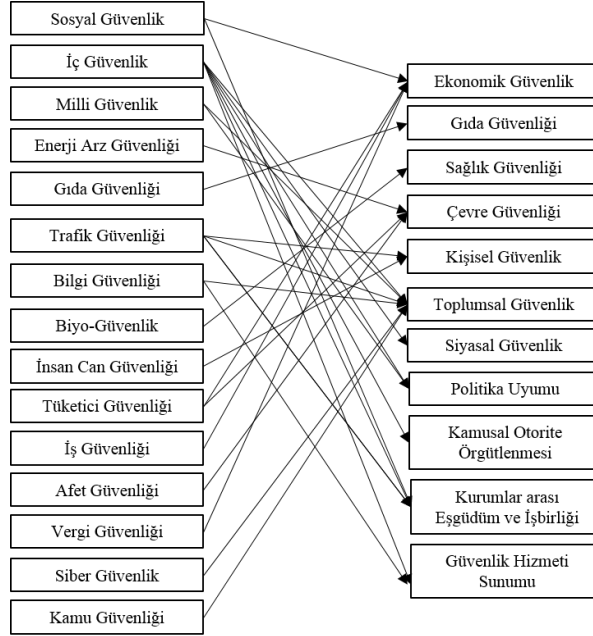 Sosyal Güvenlik
İç Güvenlik
Milli Güvenlik
Enerji Arz Güvenliği
Gıda Güvenliği
Trafik Güvenliği
Bilgi Güvenliği
Biyo-Güvenlik
İnsan Can Güvenliği
Tüketici Güvenliği
İş Güvenliği
Afet Güvenliği
Vergi Güvenliği
Siber Güvenlik
Kamu Güvenliği
Ekonomik Güvenlik
Gıda Güvenliği
Sağlık Güvenliği
Çevre Güvenliği
Kişisel Güvenlik
Toplumsal Güvenlik
Siyasal Güvenlik
Politika Uyumu
Kamusal Otorite
Örgütlenmesi
Kurumlar arası
Eşgüdüm ve İşbirliği
Güvenlik Hizmeti
Sunumu